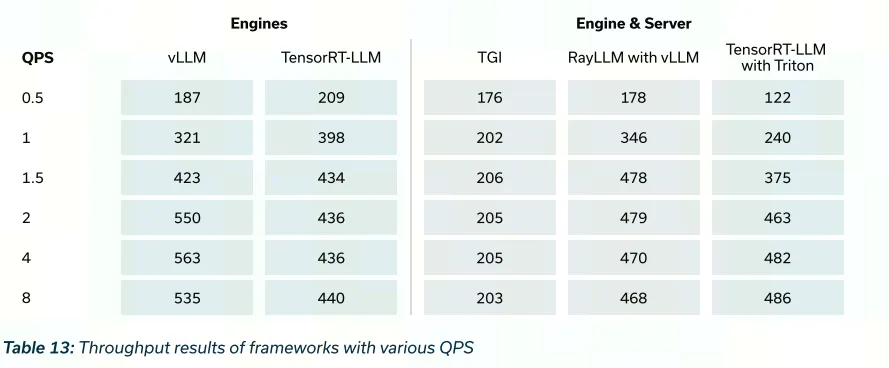 Engines Engine & Server
QPS vLLM TensorRT-LLM TGI RayLLM with vLLM TensorRT-LLM with Triton
0.5 187 209 176 178 122
1 321 398 202 346 240
1.5 423 434 206 478 375
2 550 436 205 479 463
4 563 436 205 470 482
8 535 440 203 468 486
Table 13: Throughput results of frameworks with various QPS